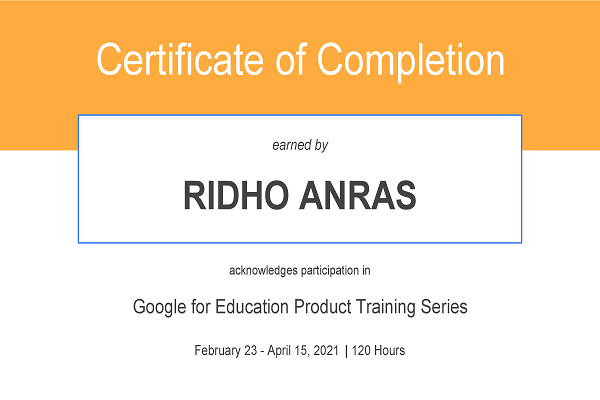 Certificate of Completion
earned by
RIDHO ANRAS
acknowledges participation in
Google for Education Product Training Series
February 23 - April 15, 2021 | 120 Hours